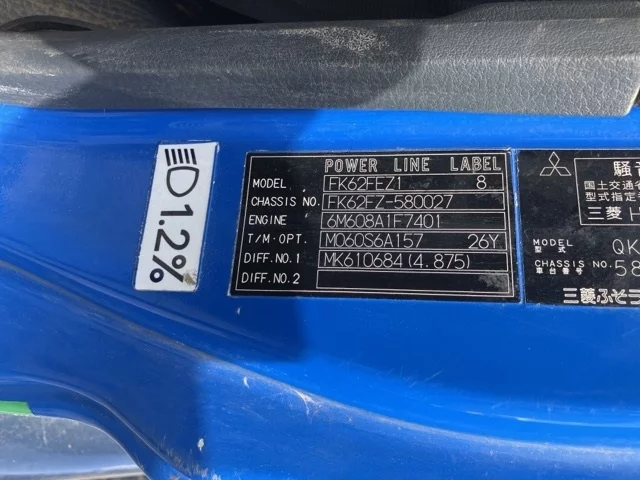 1.2%
POWER LINE LABEL
MODEL FK62FEZ1 8
CHASSIS NO. FK62FZ-580027
ENGINE 6M608A1F7401
T/M·OPT. M060S6A157 26Y
DIFF.NO.1 MK610684(4.875)
DIFF.NO.2
騒音
国土交通
型式指定
三菱
MODEL QK
型式
CHASSIS NO. 58
車台番号
三菱ふそう